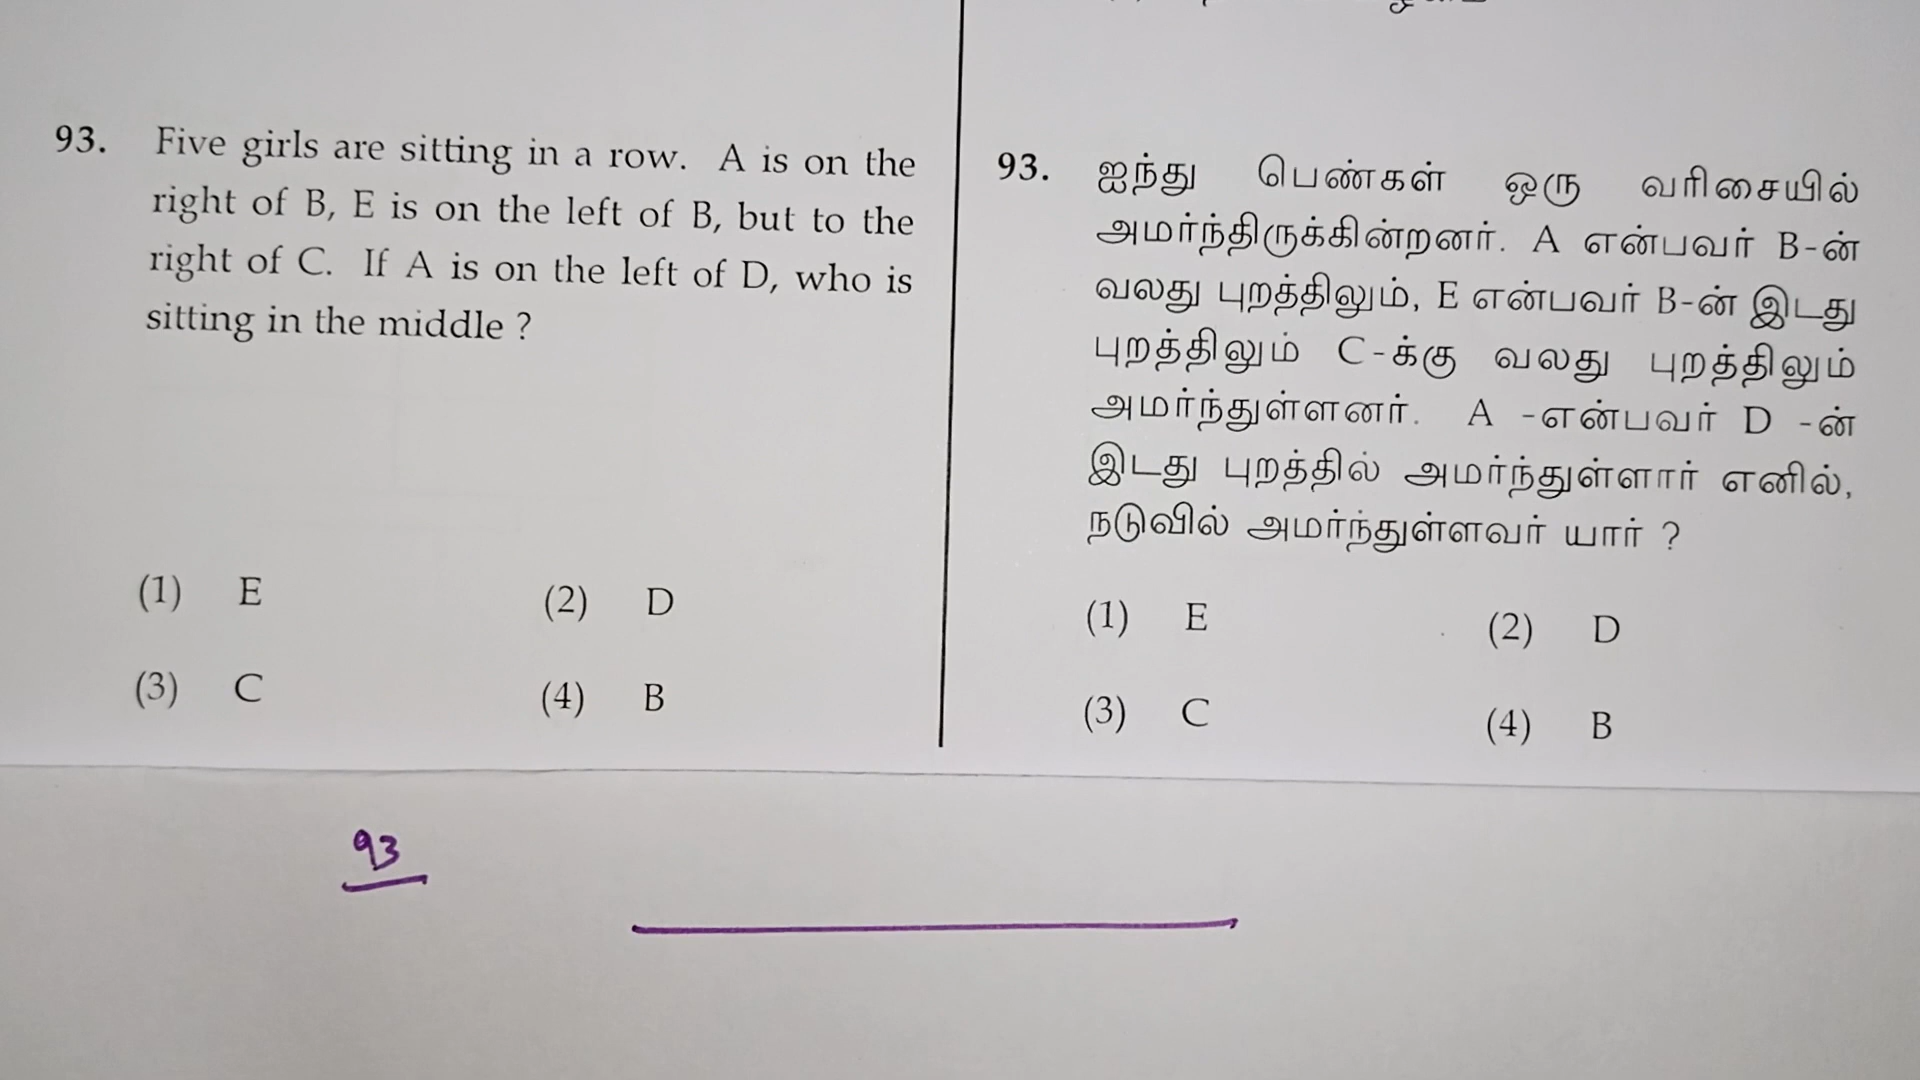 93. Five girls are sitting in a row. A is on the
right of B, E is on the left of B, but to the
right of C. If A is on the left of D, who is
sitting in the middle ?
(1) E (2) D
(3) C (4) B
93. ஐந்து பெண்கள் ஒரு வரிசையில்
அமர்ந்திருக்கின்றனர். A என்பவர் B-ன்
வலது புறத்திலும், E என்பவர் B-ன் இடது
புறத்திலும் C-க்கு வலது புறத்திலும்
அமர்ந்துள்ளனர். A -என்பவர் D -ன்
இடது புறத்தில் அமர்ந்துள்ளார் எனில்,
நடுவில் அமர்ந்துள்ளவர் யார் ?
(1) E (2) D
(3) C (4) B
93